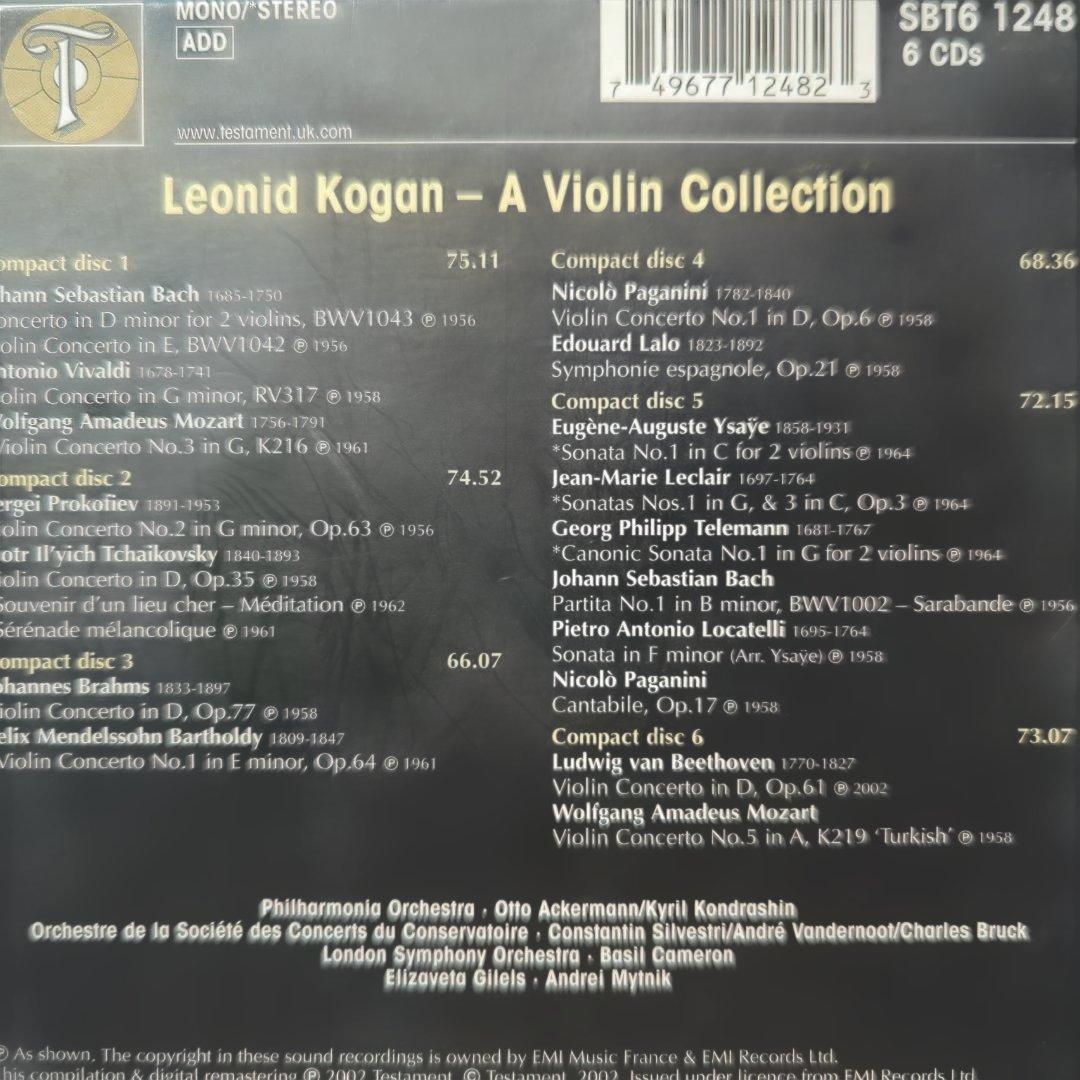 MONO/*STEREO
ADD
www.testament.uk.com
7 49677 12482 3
SBT6 1248
6 CDs
Leonid Kogan – A Violin Collection
ompact disc 1 75.11
hann Sebastian Bach 1685-1750
oncerto in D minor for 2 violins, BWV1043 ℗ 1956
olin Concerto in E, BWV1042 ℗ 1956
ntonio Vivaldi 1678-1741
olin Concerto in G minor, RV317 ℗ 1958
olfgang Amadeus Mozart 1756-1791
Violin Concerto No.3 in G, K216 ℗ 1961
ompact disc 2 74.52
ergei Prokofiev 1891-1953
olin Concerto No.2 in G minor, Op.63 ℗ 1956
otr Il'yich Tchaikovsky 1840-1893
iolin Concerto in D, Op.35 ℗ 1958
Souvenir d'un lieu cher – Méditation ℗ 1962
Sérénade mélancolique ℗ 1961
ompact disc 3 66.07
ohannes Brahms 1833-1897
iolin Concerto in D, Op.77 ℗ 1958
elix Mendelssohn Bartholdy 1809-1847
Violin Concerto No.1 in E minor, Op.64 ℗ 1961
Compact disc 4 68.36
Nicolò Paganini 1782-1840
Violin Concerto No.1 in D, Op.6 ℗ 1958
Edouard Lalo 1823-1892
Symphonie espagnole, Op.21 ℗ 1958
Compact disc 5 72.15
Eugène-Auguste Ysaÿe 1858-1931
*Sonata No.1 in C for 2 violins ℗ 1964
Jean-Marie Leclair 1697-1764
*Sonatas Nos.1 in G, & 3 in C, Op.3 ℗ 1964
Georg Philipp Telemann 1681-1767
*Canonic Sonata No.1 in G for 2 violins ℗ 1964
Johann Sebastian Bach
Partita No.1 in B minor, BWV1002 – Sarabande ℗ 1956
Pietro Antonio Locatelli 1695-1764
Sonata in F minor (Arr. Ysaÿe) ℗ 1958
Nicolò Paganini
Cantabile, Op.17 ℗ 1958
Compact disc 6 73.07
Ludwig van Beethoven 1770-1827
Violin Concerto in D, Op.61 ℗ 2002
Wolfgang Amadeus Mozart
Violin Concerto No.5 in A, K219 'Turkish' ℗ 1958
Philharmonia Orchestra · Otto Ackermann/Kyril Kondrashin
Orchestre de la Société des Concerts du Conservatoire · Constantin Silvestri/André Vandernoot/Charles Bruck
London Symphony Orchestra · Basil Cameron
Elizaveta Gilels · Andrei Mytnik
℗ As shown. The copyright in these sound recordings is owned by EMI Music France & EMI Records Ltd.
his compilation & digital remastering ℗ 2002 Testament. © Testament, 2002. Issued under licence from EMI Records Ltd.